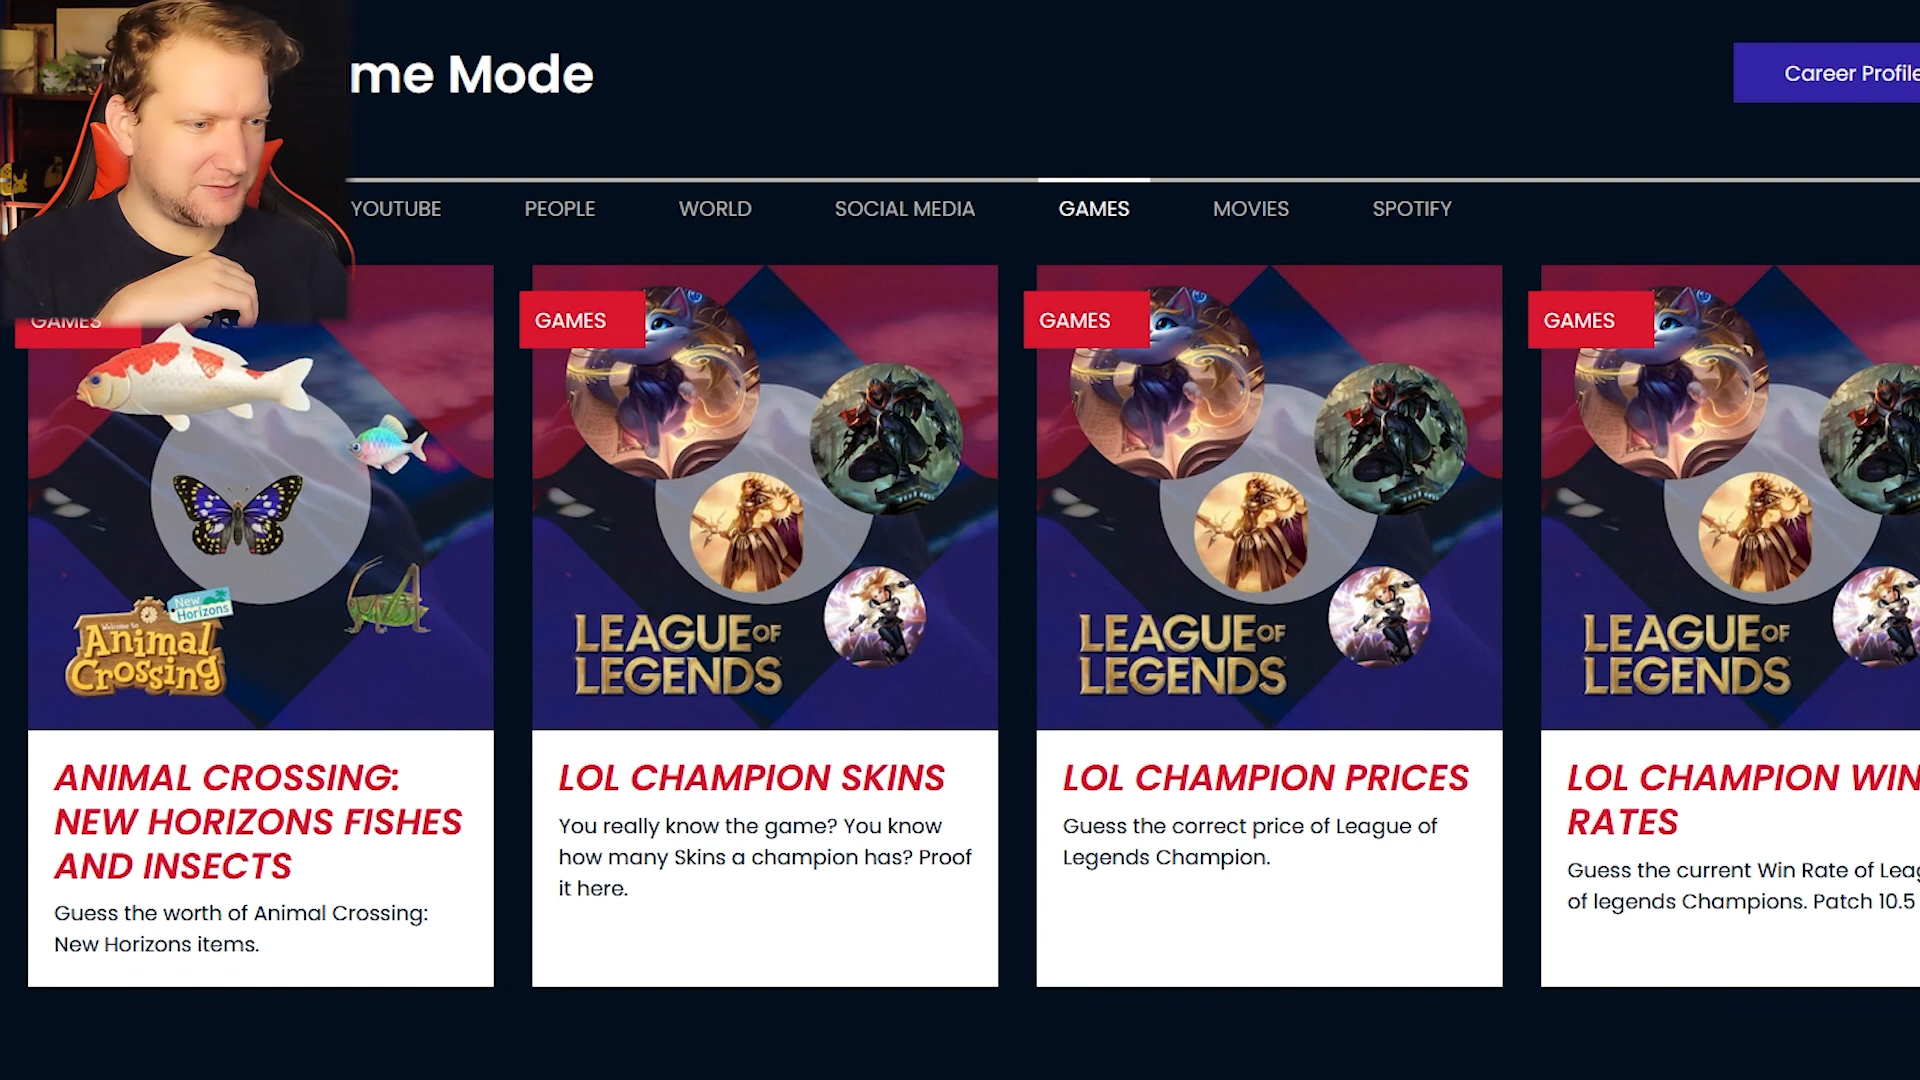 me Mode
Career Profile
YOUTUBE
PEOPLE
WORLD
SOCIAL MEDIA
GAMES
MOVIES
SPOTIFY
GAMES
GAMES
GAMES
GAMES
Welcome to
Animal
Crossing
New
Horizons
LEAGUE OF
LEGENDS
LEAGUE OF
LEGENDS
LEAGUE OF
LEGENDS
ANIMAL CROSSING:
NEW HORIZONS FISHES
AND INSECTS
Guess the worth of Animal Crossing:
New Horizons items.
LOL CHAMPION SKINS
You really know the game? You know
how many Skins a champion has? Proof
it here.
LOL CHAMPION PRICES
Guess the correct price of League of
Legends Champion.
LOL CHAMPION WIN
RATES
Guess the current Win Rate of Leag
of legends Champions. Patch 10.5